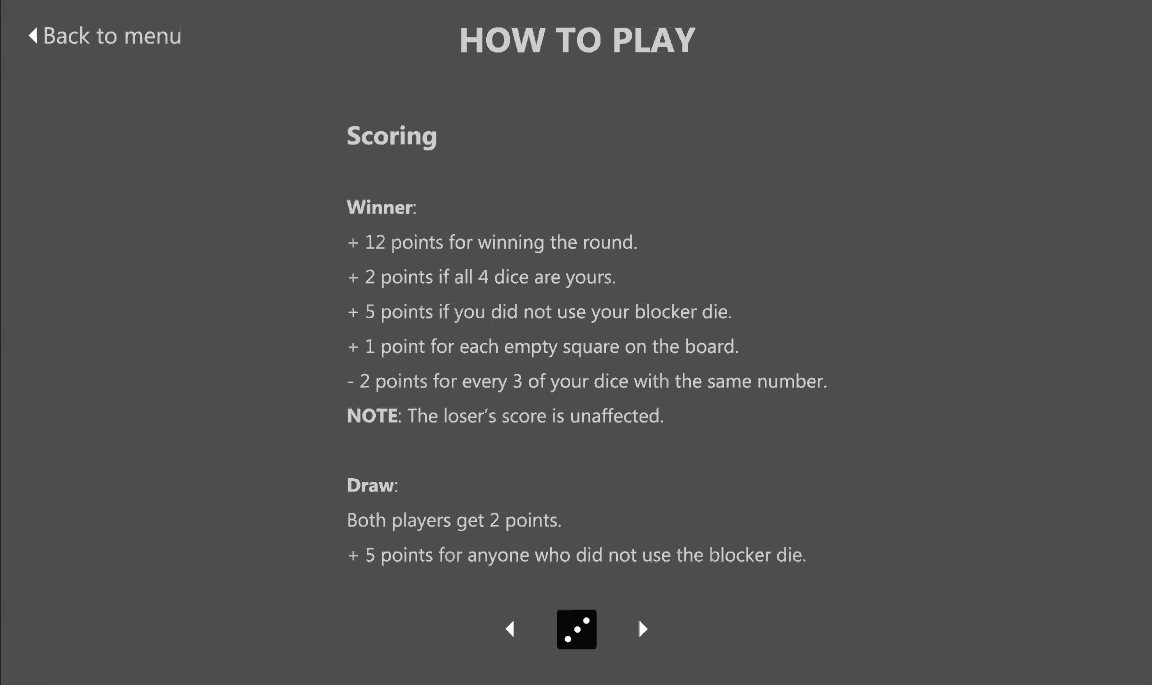 Back to menu
HOW TO PLAY
Scoring
Winner:
+ 12 points for winning the round.
+ 2 points if all 4 dice are yours.
+ 5 points if you did not use your blocker die.
+ 1 point for each empty square on the board.
- 2 points for every 3 of your dice with the same number.
NOTE: The loser’s score is unaffected.
Draw:
Both players get 2 points.
+ 5 points for anyone who did not use the blocker die.